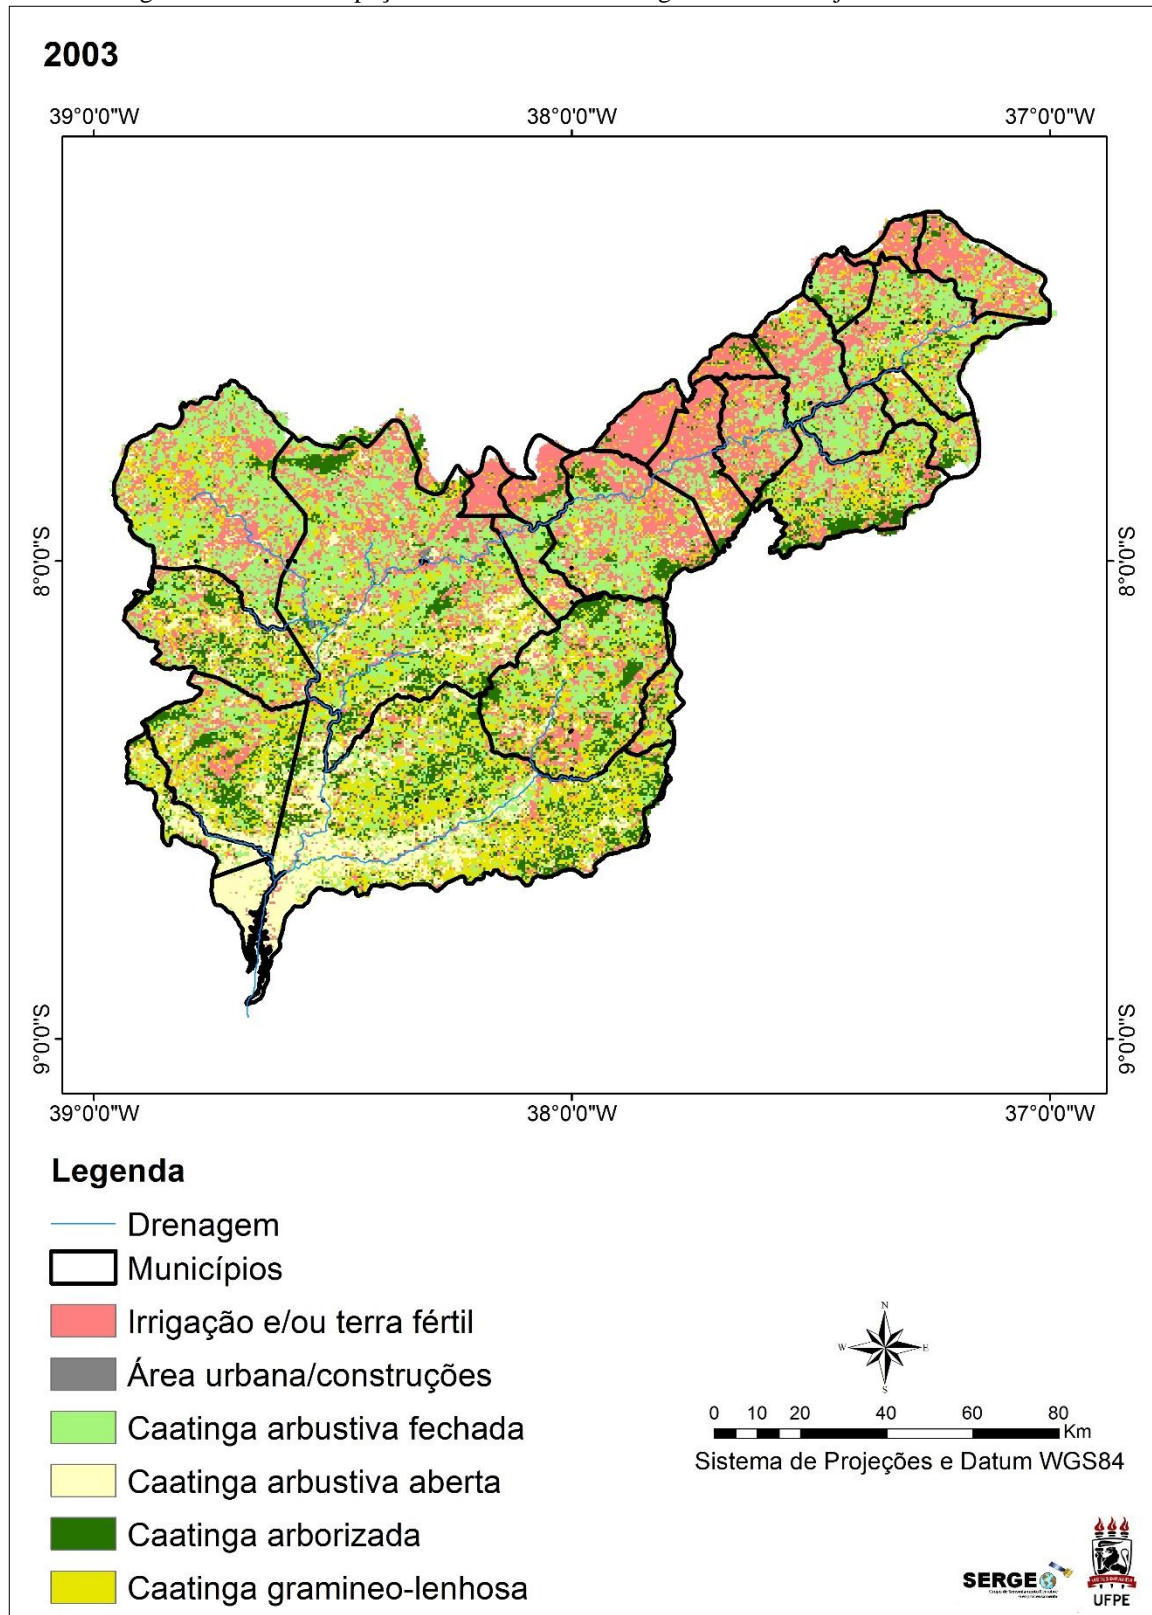 2003
39°0'0"W 38°0'0"W 37°0'0"W
8°0'0"S 8°0'0"S
9°0'0"S 9°0'0"S
39°0'0"W 38°0'0"W 37°0'0"W
Legenda
Drenagem
Municípios
Irrigação e/ou terra fértil
Área urbana/construções
Caatinga arbustiva fechada
Caatinga arbustiva aberta
Caatinga arborizada
Caatinga gramineo-lenhosa
N
W E
S
0 10 20 40 60 80
Km
Sistema de Projeções e Datum WGS84
SERGEO
UFPE